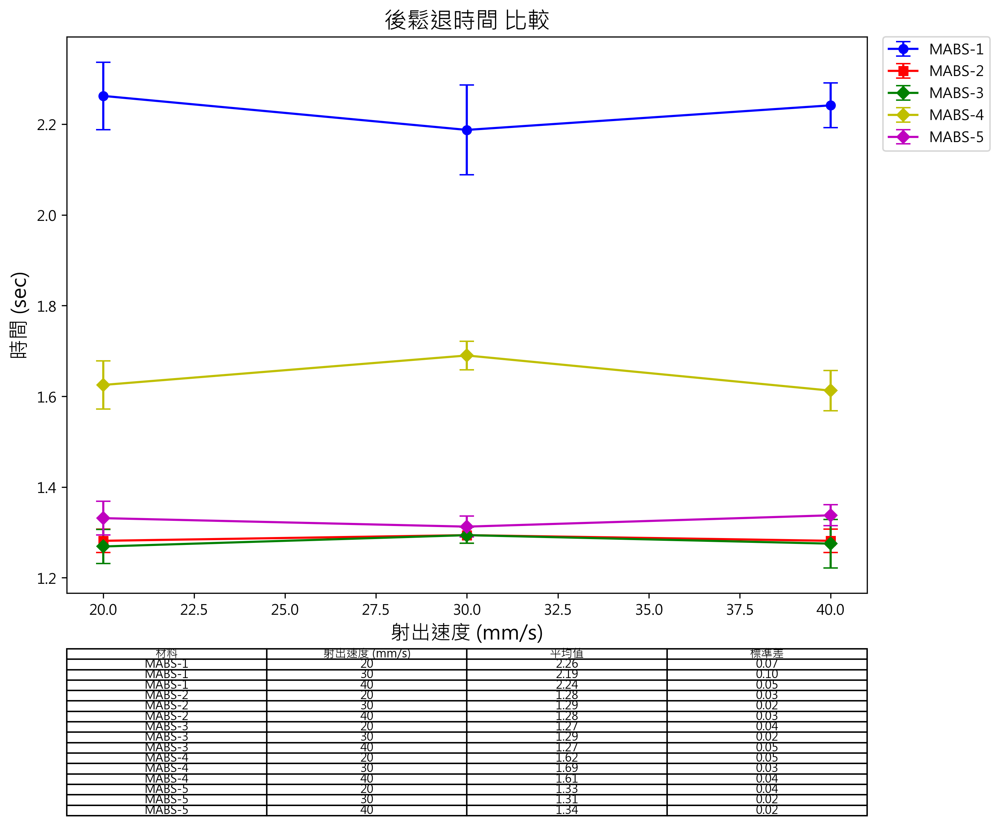 後鬆退時間 比較
MABS-1
MABS-2
MABS-3
MABS-4
MABS-5
時間 (sec)
2.2
2.0
1.8
1.6
1.4
1.2
20.0 22.5 25.0 27.5 30.0 32.5 35.0 37.5 40.0
射出速度 (mm/s)
材料 射出速度 (mm/s) 平均值 標準差
MABS-1 20 2.26 0.07
MABS-1 30 2.19 0.10
MABS-1 40 2.24 0.05
MABS-2 20 1.28 0.03
MABS-2 30 1.29 0.02
MABS-2 40 1.28 0.03
MABS-3 20 1.27 0.04
MABS-3 30 1.29 0.02
MABS-3 40 1.27 0.05
MABS-4 20 1.62 0.05
MABS-4 30 1.69 0.03
MABS-4 40 1.61 0.04
MABS-5 20 1.33 0.04
MABS-5 30 1.31 0.02
MABS-5 40 1.34 0.02